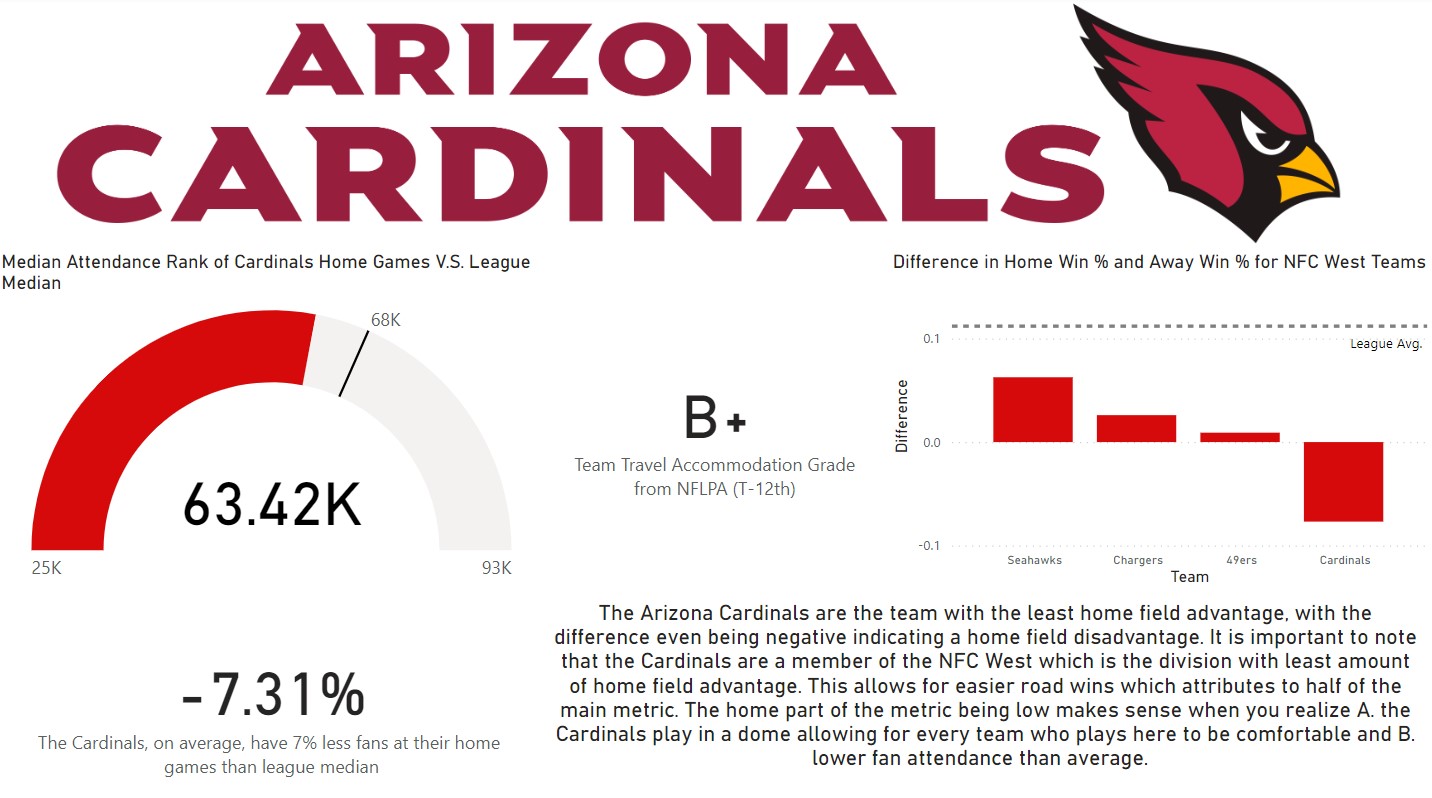 ARIZONA
CARDINALS
Median Attendance Rank of Cardinals Home Games V.S. League
Median
68K
63.42K
25K
93K
-7.31%
The Cardinals, on average, have 7% less fans at their home
games than league median
B+
Team Travel Accommodation Grade
from NFLPA (T-12th)
Difference in Home Win % and Away Win % for NFC West Teams
0.1
League Avg.
Difference
0.0
-0.1
Seahawks
Chargers
49ers
Cardinals
Team
The Arizona Cardinals are the team with the least home field advantage, with the
difference even being negative indicating a home field disadvantage. It is important to note
that the Cardinals are a member of the NFC West which is the division with least amount
of home field advantage. This allows for easier road wins which attributes to half of the
main metric. The home part of the metric being low makes sense when you realize A. the
Cardinals play in a dome allowing for every team who plays here to be comfortable and B.
lower fan attendance than average.